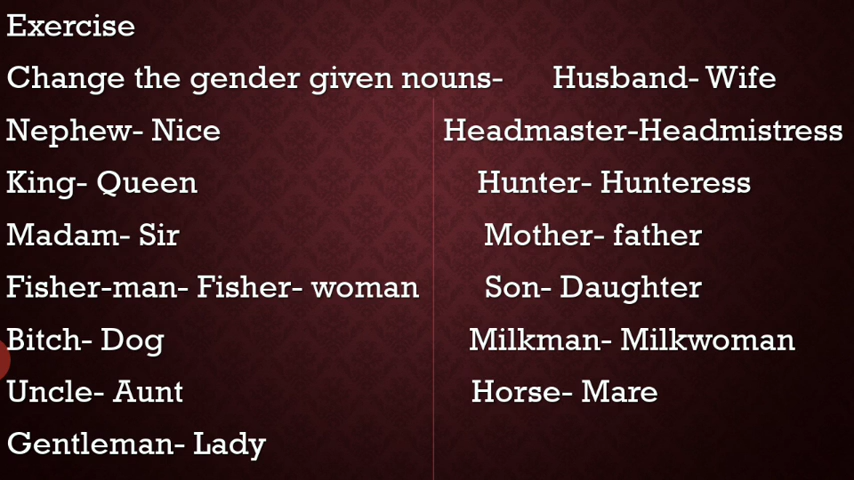 Exercise
Change the gender given nouns- Husband- Wife
Nephew- Nice Headmaster-Headmistress
King- Queen Hunter- Hunteress
Madam- Sir Mother- father
Fisher-man- Fisher- woman Son- Daughter
Bitch- Dog Milkman- Milkwoman
Uncle- Aunt Horse- Mare
Gentleman- Lady